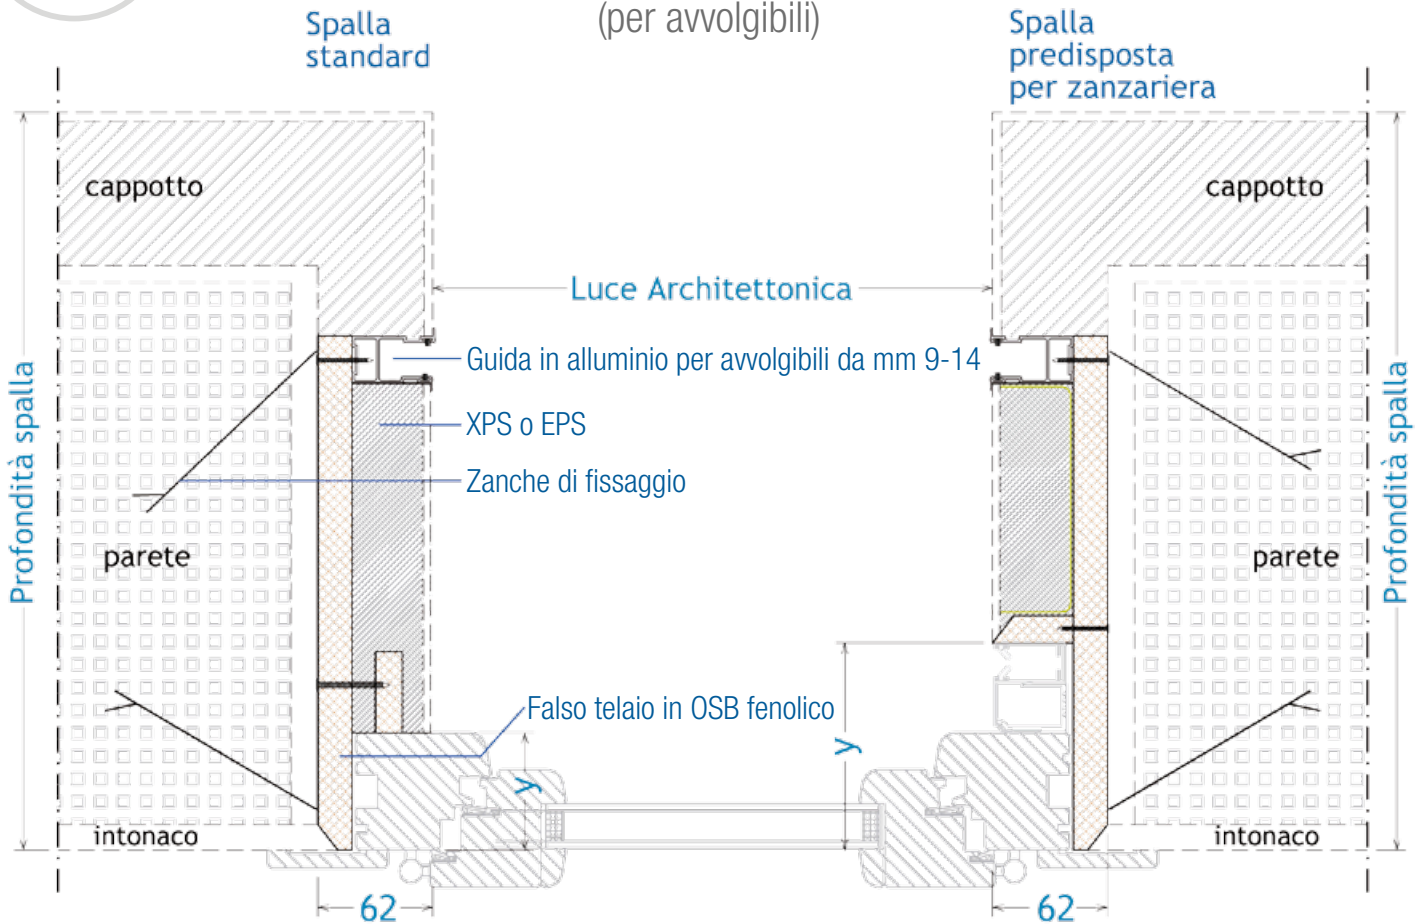 (per avvolgibili)
Spalla
standard
Spalla
predisposta
per zanzariera
cappotto
cappotto
Luce Architettonica
Guida in alluminio per avvolgibili da mm 9-14
XPS o EPS
Zanche di fissaggio
Profondità spalla
Profondità spalla
parete
parete
Falso telaio in OSB fenolico
y
y
intonaco
intonaco
62
62